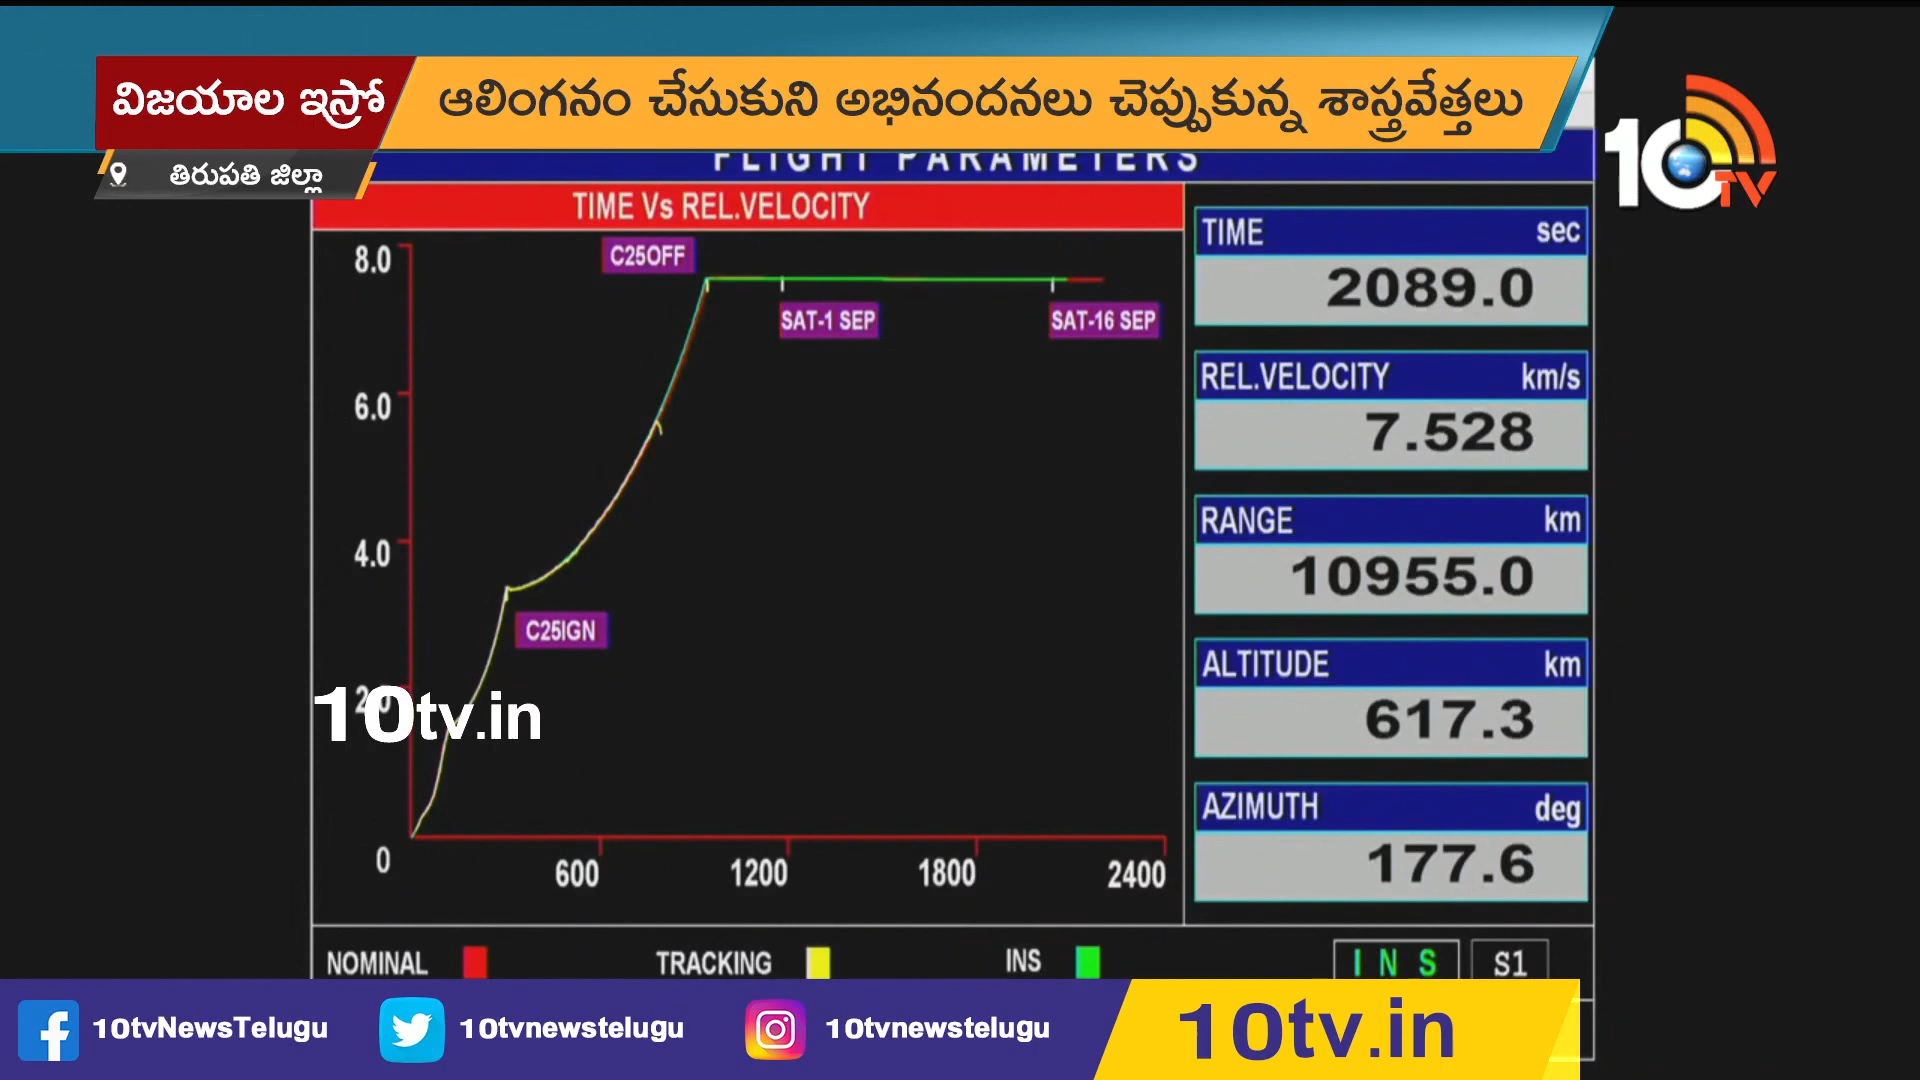 విజయాల ఇస్రో
ఆలింగనం చేసుకుని అభినందనలు చెప్పుకున్న శాస్త్రవేత్తలు
తిరుపతి జిల్లా
10TV
FLIGHT PARAMETERS
TIME Vs REL.VELOCITY
8.0
6.0
4.0
2.0
0
600
1200
1800
2400
C25OFF
SAT-1 SEP
SAT-16 SEP
C25IGN
10tv.in
TIME sec
2089.0
REL.VELOCITY km/s
7.528
RANGE km
10955.0
ALTITUDE km
617.3
AZIMUTH deg
177.6
NOMINAL TRACKING INS INS S1
10tvNewsTelugu 10tvnewstelugu 10tvnewstelugu 10tv.in